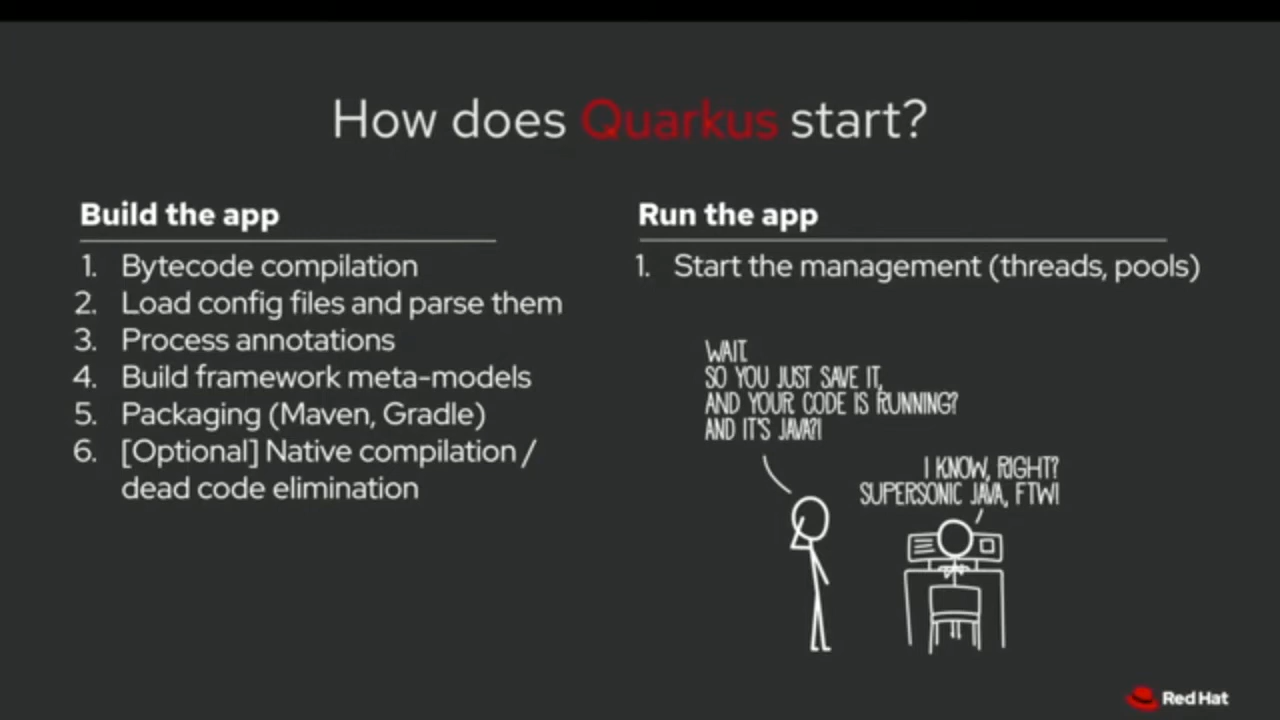 How does Quarkus start?
Build the app
1. Bytecode compilation
2. Load config files and parse them
3. Process annotations
4. Build framework meta-models
5. Packaging (Maven, Gradle)
6. [Optional] Native compilation /
dead code elimination
Run the app
1. Start the management (threads, pools)
WAIT.
SO YOU JUST SAVE IT,
AND YOUR CODE IS RUNNING?
AND IT'S JAVA?!
I KNOW, RIGHT?
SUPERSONIC JAVA, FTW!
Red Hat